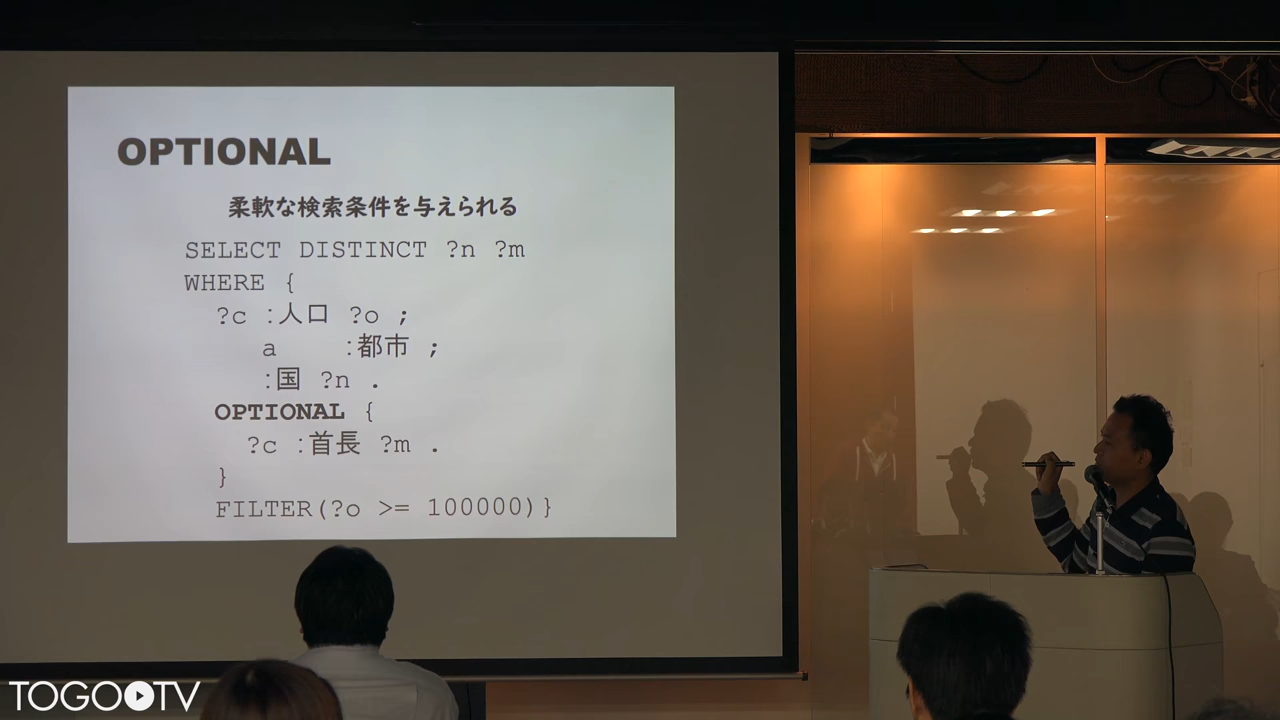 OPTIONAL
柔軟な検索条件を与えられる
SELECT DISTINCT ?n ?m
WHERE {
?c :人口 ?o ;
a :都市 ;
:国 ?n .
OPTIONAL {
?c :首長 ?m .
}
FILTER(?o >= 100000)}
TOGOTV